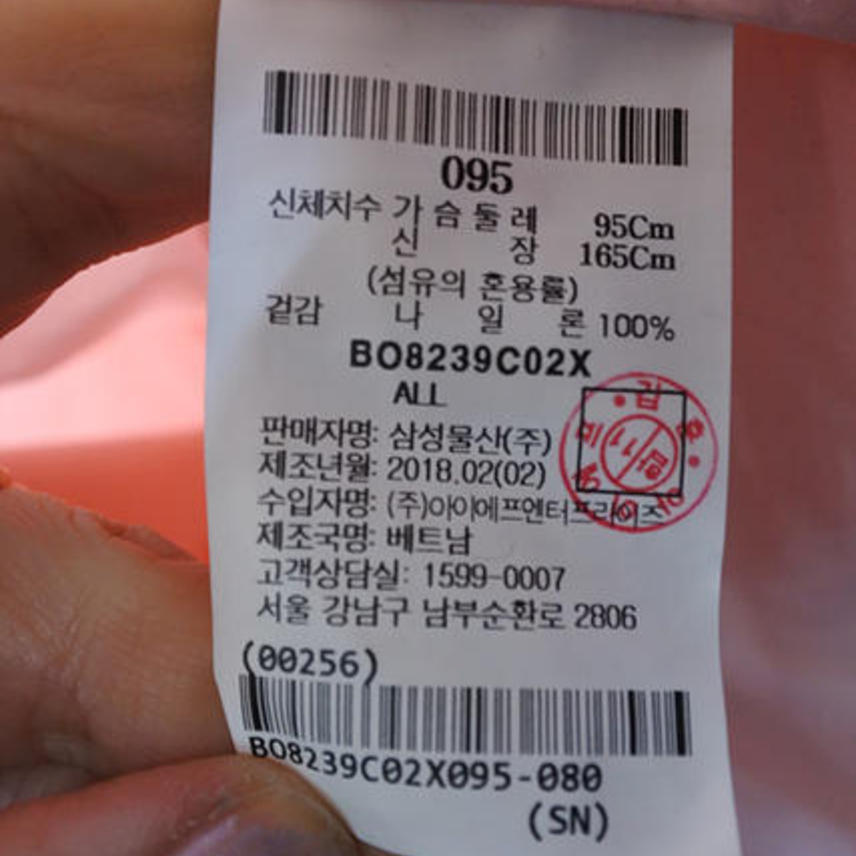 095
신체치수 가 슴 둘 레 95Cm
신 장 165Cm
(섬유의 혼용률)
겉감 나 일 론 100%
BO8239C02X
ALL
판매자명: 삼성물산(주)
제조년월: 2018.02(02)
수입자명: (주)아이에프엔터프라이즈
제조국명: 베트남
고객상담실: 1599-0007
서울 강남구 남부순환로 2806
(00256)
BO8239C02X095-080
(SN)